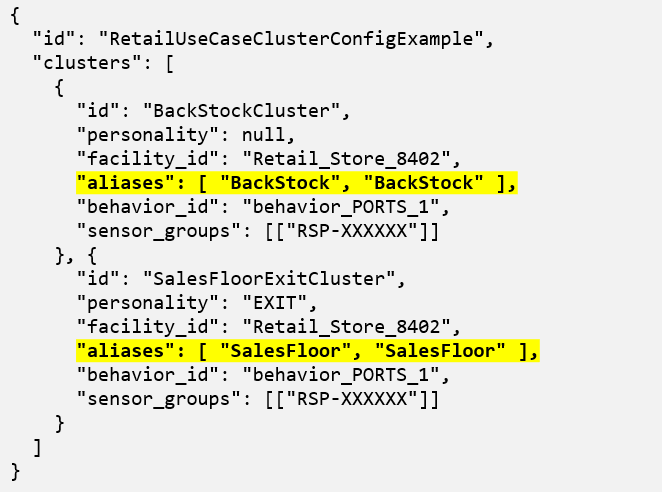 {
  "id": "RetailUseCaseClusterConfigExample",
  "clusters": [
    {
      "id": "BackStockCluster",
      "personality": null,
      "facility_id": "Retail_Store_8402",
      "aliases": [ "BackStock", "BackStock" ],
      "behavior_id": "behavior_PORTS_1",
      "sensor_groups": [["RSP-XXXXXX"]]
    }, {
      "id": "SalesFloorExitCluster",
      "personality": "EXIT",
      "facility_id": "Retail_Store_8402",
      "aliases": [ "SalesFloor", "SalesFloor" ],
      "behavior_id": "behavior_PORTS_1",
      "sensor_groups": [["RSP-XXXXXX"]]
    }
  ]
}